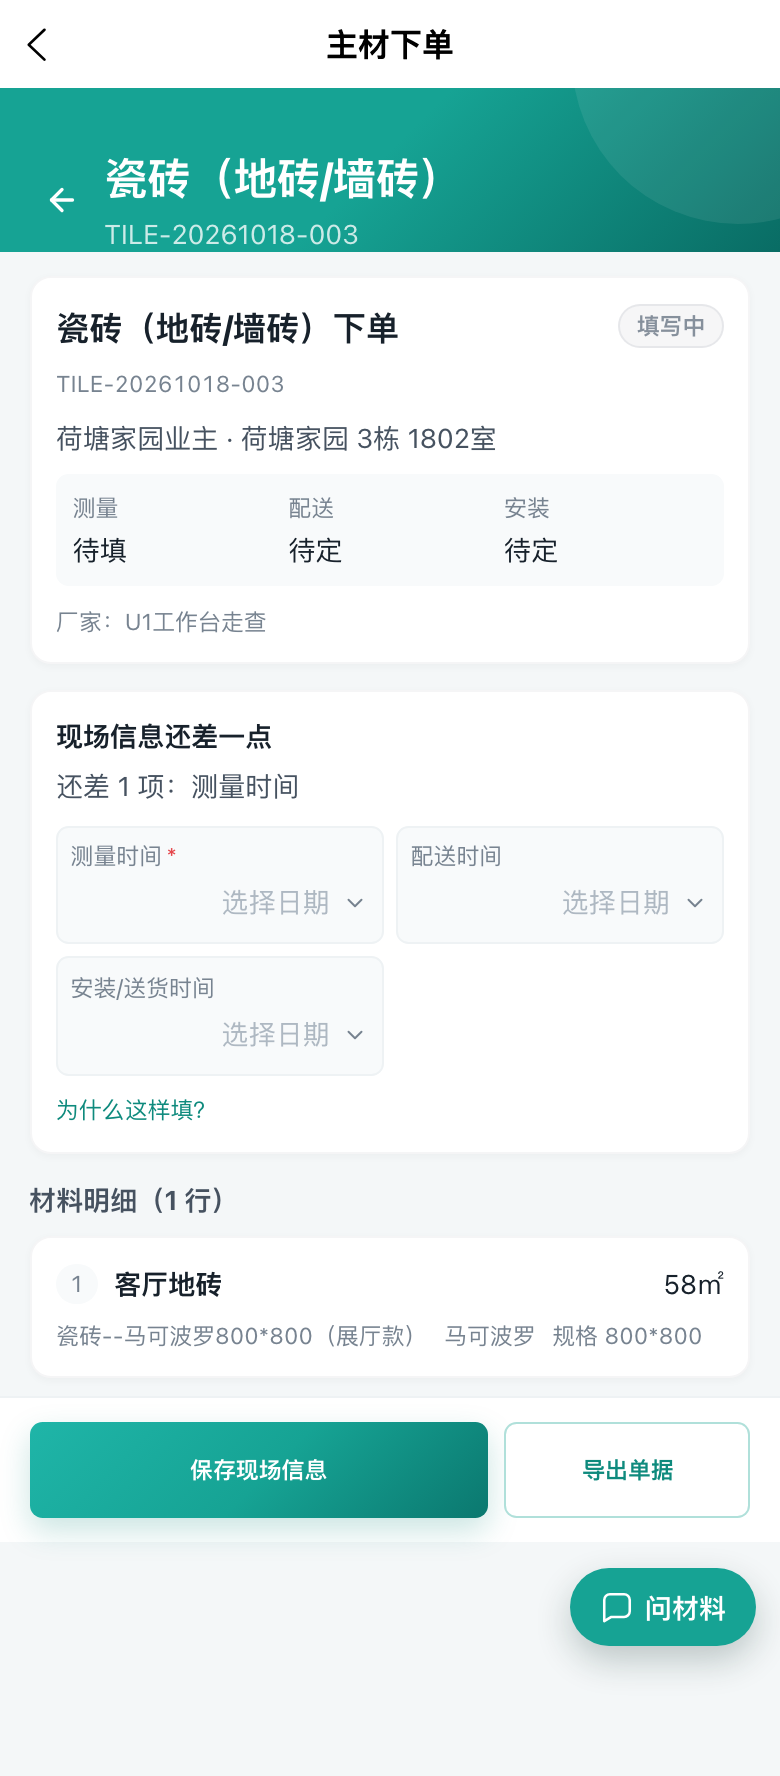 主材下单
瓷砖（地砖/墙砖）
TILE-20261018-003
瓷砖（地砖/墙砖）下单
填写中
TILE-20261018-003
荷塘家园业主 · 荷塘家园 3栋 1802室
测量 配送 安装
待填 待定 待定
厂家：U1工作台走查
现场信息还差一点
还差 1 项：测量时间
测量时间 * 配送时间
选择日期 选择日期
安装/送货时间
选择日期
为什么这样填?
材料明细（1 行）
1 客厅地砖 58㎡
瓷砖--马可波罗800*800（展厅款） 马可波罗 规格 800*800
保存现场信息 导出单据
问材料